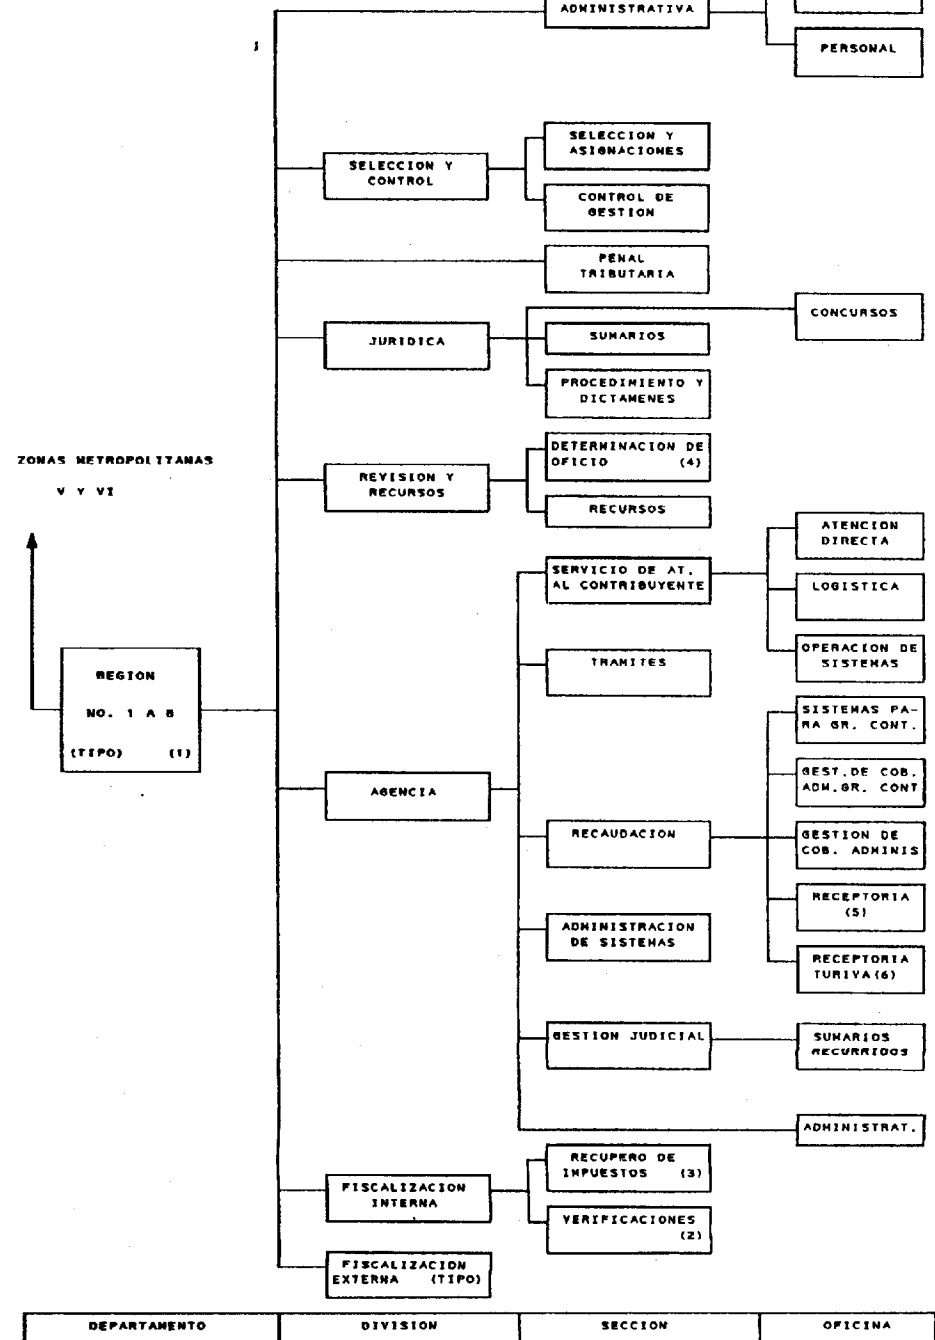 ADMINISTRATIVA
PERSONAL
SELECCION Y
CONTROL
SELECCION Y
ASIGNACIONES
CONTROL DE
GESTION
PENAL
TRIBUTARIA
JURIDICA
CONCURSOS
SUMARIOS
PROCEDIMIENTO Y
DICTAMENES
ZONAS METROPOLITANAS
V Y VI
REVISION Y
RECURSOS
DETERMINACION DE
OFICIO (4)
RECURSOS
REGION
NO. 1 A 8
(TIPO) (1)
AGENCIA
SERVICIO DE AT.
AL CONTRIBUYENTE
ATENCION
DIRECTA
LOGISTICA
OPERACION DE
SISTEMAS
TRAMITES
RECAUDACION
SISTEMAS PA-
RA GR. CONT.
GEST.DE COB.
ADM.GR. CONT
GESTION DE
COB. ADMINIS
RECEPTORIA
(5)
RECEPTORIA
TURIVA(6)
ADMINISTRACION
DE SISTEMAS
GESTION JUDICIAL
SUMARIOS
RECURRIDOS
ADMINISTRAT.
FISCALIZACION
INTERNA
RECUPERO DE
IMPUESTOS (3)
VERIFICACIONES
(2)
FISCALIZACION
EXTERNA (TIPO)
DEPARTAMENTO DIVISION SECCION OFICINA